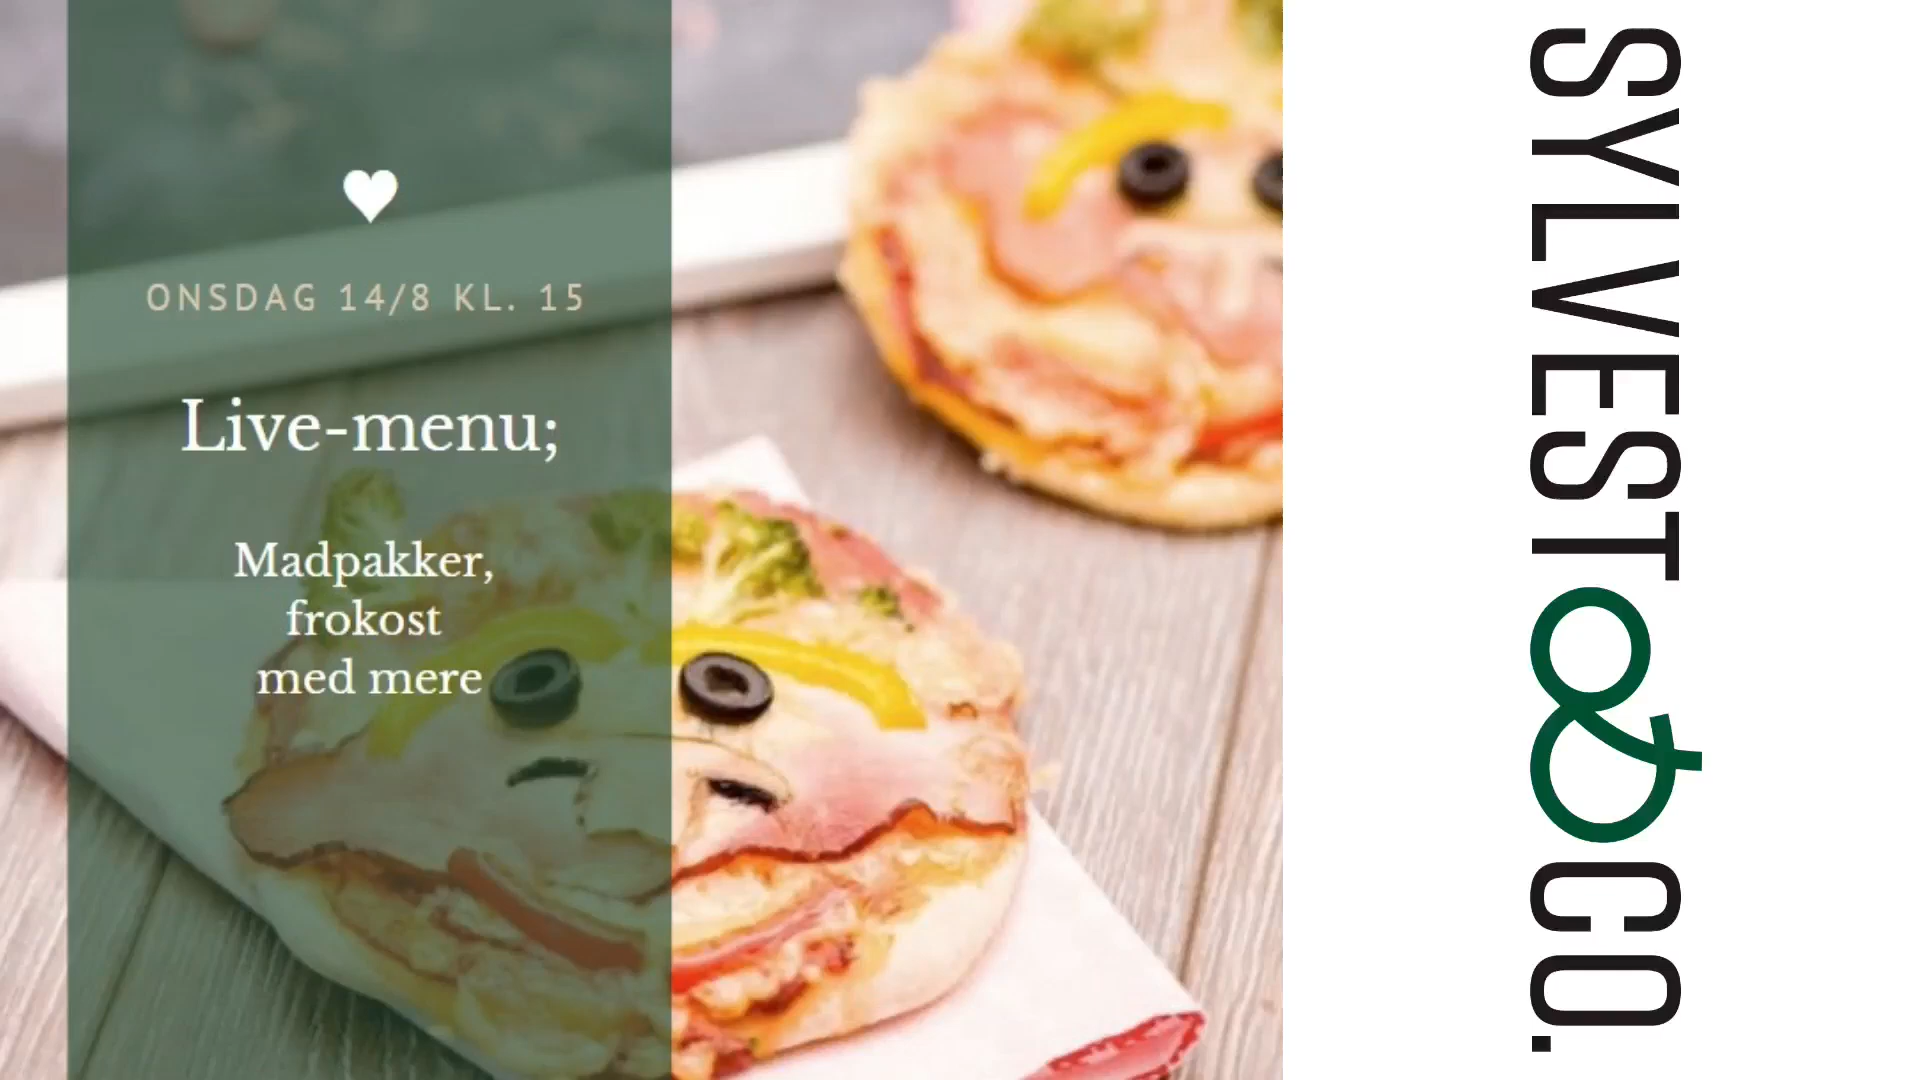 ONSDAG 14/8 KL. 15
Live-menu;
Madpakker,
frokost
med mere
SYLVEST & CO.